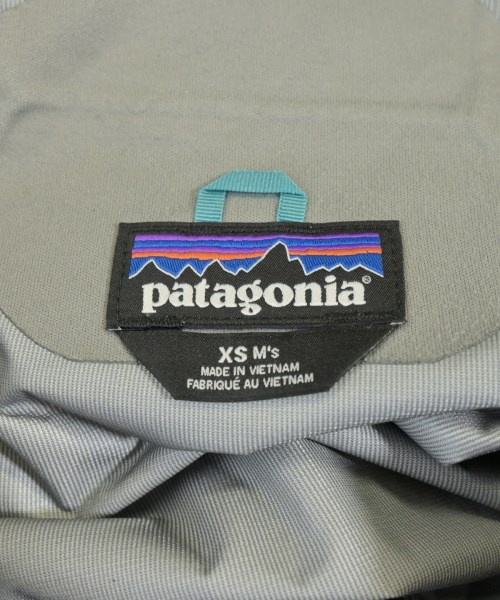 patagonia®
XS M's
MADE IN VIETNAM
FABRIQUÉ AU VIETNAM